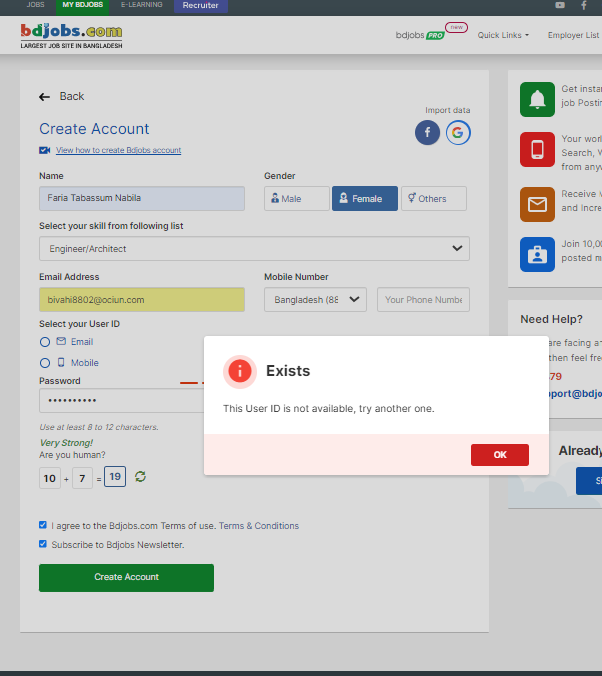 JOBS MY BDJOBS E-LEARNING Recruiter
bdjobs.com
LARGEST JOB SITE IN BANGLADESH
bdjobs PRO new Quick Links Employer List
Back
Import data
Create Account
View how to create Bdjobs account
Name Gender
Faria Tabassum Nabila Male Female Others
Select your skill from following list
Engineer/Architect
Email Address Mobile Number
bivahi8802@ociun.com Bangladesh (88 Your Phone Numbe
Select your User ID
Email
Mobile
Password
Use at least 8 to 12 characters.
Very Strong!
Are you human?
10 + 7 = 19
I agree to the Bdjobs.com Terms of use. Terms & Conditions
Subscribe to Bdjobs Newsletter.
Create Account
Exists
This User ID is not available, try another one.
OK
Get insta
job Postin
Your worl
Search, V
from anyw
Receive
and Incre
Join 10,0
posted m
Need Help?
are facing a
then feel fre
79
pport@bdjo
Already
S